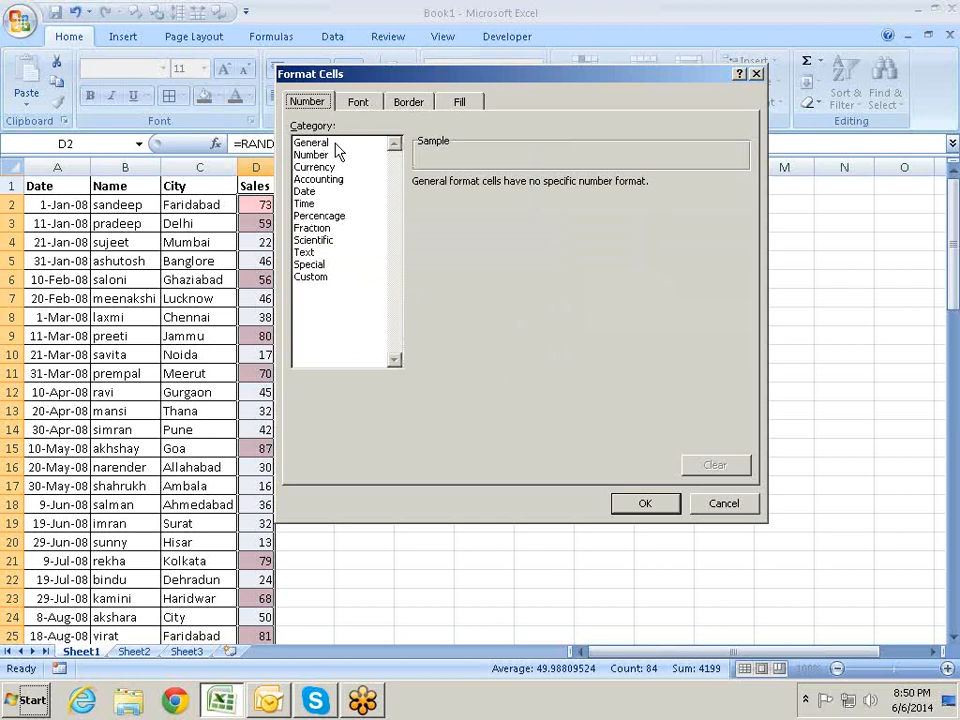 Book1 - Microsoft Excel
Home Insert Page Layout Formulas Data Review View Developer
Paste
11
Sort & Filter Find & Select
Clipboard Font Editing
D2 =RAND
Format Cells
Number Font Border Fill
Category:
General
Number
Currency
Accounting
Date
Time
Percentage
Fraction
Scientific
Text
Special
Custom
Sample
General format cells have no specific number format.
Clear
OK Cancel
A B C D M N O
1 Date Name City Sales
2 1-Jan-08 sandeep Faridabad 73
3 11-Jan-08 pradeep Delhi 59
4 21-Jan-08 sujeet Mumbai 22
5 31-Jan-08 ashutosh Banglore 46
6 10-Feb-08 saloni Ghaziabad 56
7 20-Feb-08 meenakshi Lucknow 46
8 1-Mar-08 laxmi Chennai 38
9 11-Mar-08 preeti Jammu 80
10 21-Mar-08 savita Noida 17
11 31-Mar-08 prempal Meerut 70
12 10-Apr-08 ravi Gurgaon 45
13 20-Apr-08 mansi Thana 32
14 30-Apr-08 simran Pune 42
15 10-May-08 akhshay Goa 87
16 20-May-08 narender Allahabad 30
17 30-May-08 shahrukh Ambala 16
18 9-Jun-08 salman Ahmedabad 36
19 19-Jun-08 imran Surat 32
20 29-Jun-08 sunny Hisar 13
21 9-Jul-08 rekha Kolkata 79
22 19-Jul-08 bindu Dehradun 24
23 29-Jul-08 kamini Haridwar 68
24 8-Aug-08 akshara City 50
25 18-Aug-08 virat Faridabad 81
Sheet1 Sheet2 Sheet3
Ready Average: 49.98809524 Count: 84 Sum: 4199 100%
Start
8:50 PM
6/6/2014